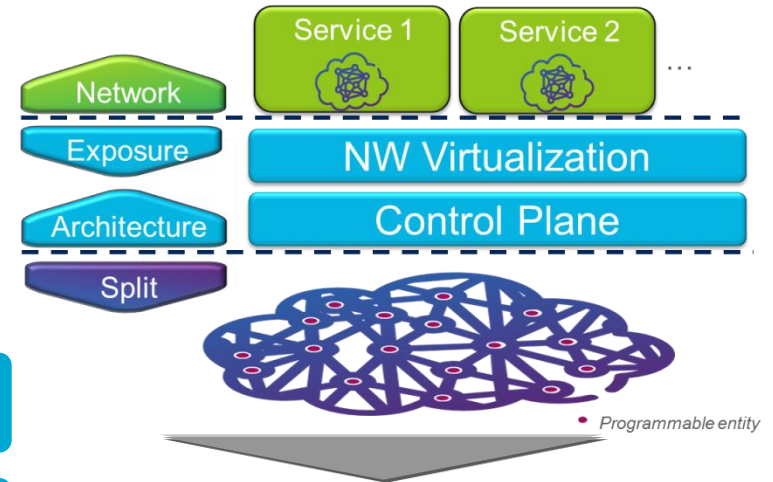 Service 1
Service 2
...
Network
Exposure
NW Virtualization
Architecture
Control Plane
Split
Programmable entity